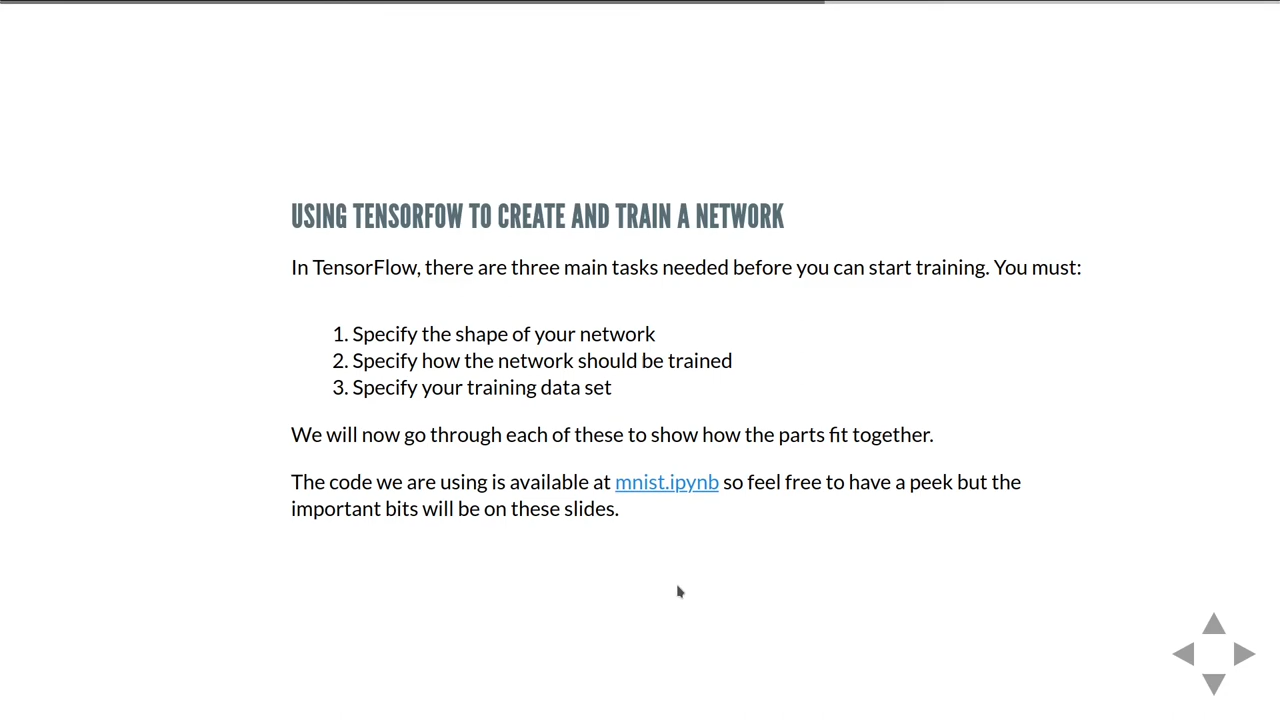 USING TENSORFOW TO CREATE AND TRAIN A NETWORK
In TensorFlow, there are three main tasks needed before you can start training. You must:
1. Specify the shape of your network
2. Specify how the network should be trained
3. Specify your training data set
We will now go through each of these to show how the parts fit together.
The code we are using is available at mnist.ipynb so feel free to have a peek but the
important bits will be on these slides.